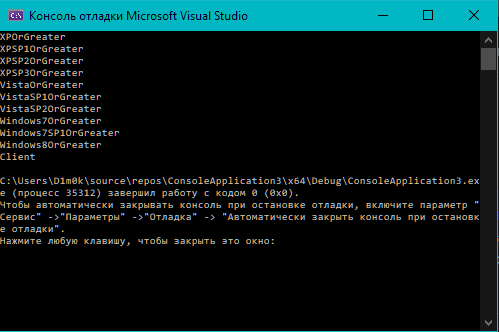 Консоль отладки Microsoft Visual Studio
XPOrGreater
XPSP1OrGreater
XPSP2OrGreater
XPSP3OrGreater
VistaOrGreater
VistaSP1OrGreater
VistaSP2OrGreater
Windows7OrGreater
Windows7SP1OrGreater
Windows8OrGreater
Client
C:\Users\D1m0k\source\repos\ConsoleApplication3\x64\Debug\ConsoleApplication3.ex
e (процесс 35312) завершил работу с кодом 0 (0x0).
Чтобы автоматически закрывать консоль при остановке отладки, включите параметр "
Сервис" ->"Параметры" ->"Отладка" -> "Автоматически закрыть консоль при остановк
е отладки".
Нажмите любую клавишу, чтобы закрыть это окно: